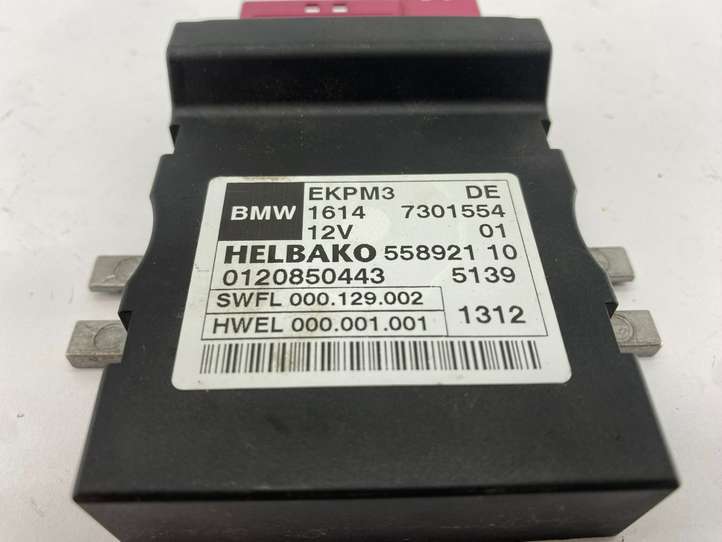 BMW EKPM3 DE
1614 7301554
12V 01
HELBAKO 558921 10
0120850443 5139
SWFL 000.129.002
HWEL 000.001.001 1312